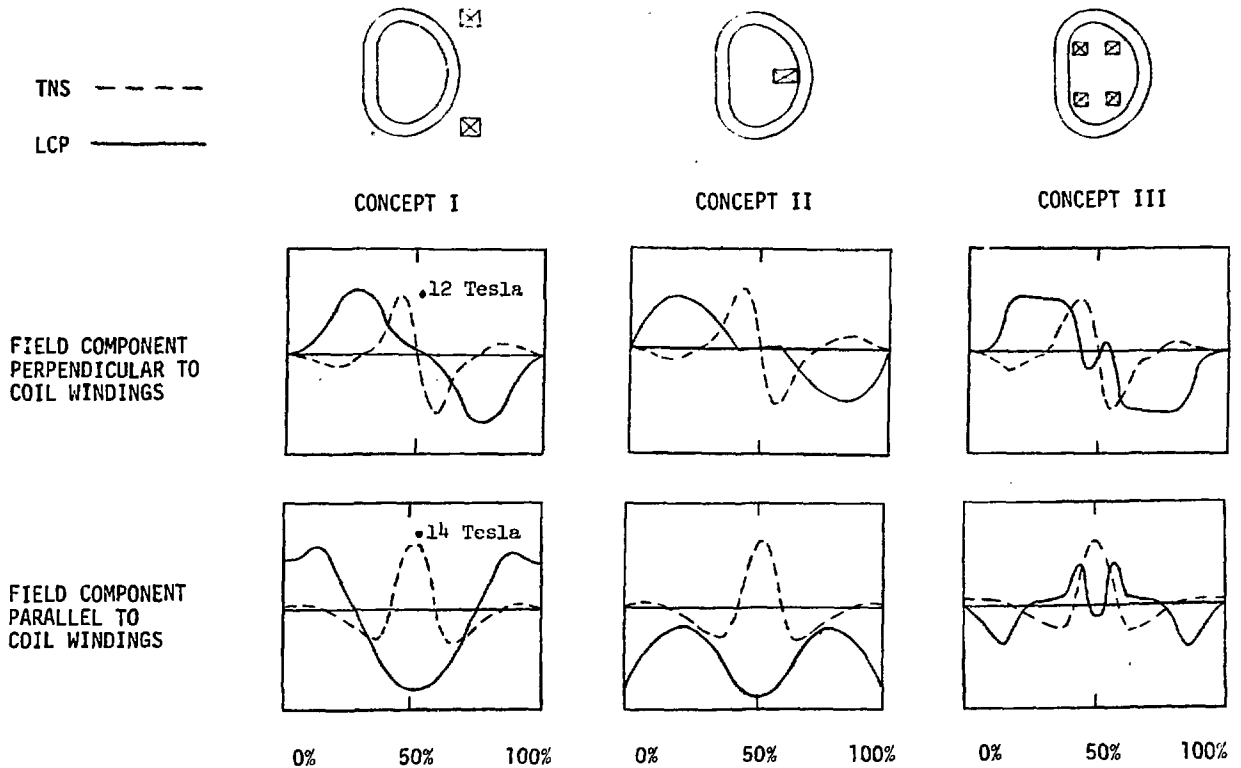 TNS
LCP
CONCEPT I
CONCEPT II
CONCEPT III
FIELD COMPONENT
PERPENDICULAR TO
COIL WINDINGS
12 Tesla
FIELD COMPONENT
PARALLEL TO
COIL WINDINGS
14 Tesla
0% 50% 100%
0% 50% 100%
0% 50% 100%